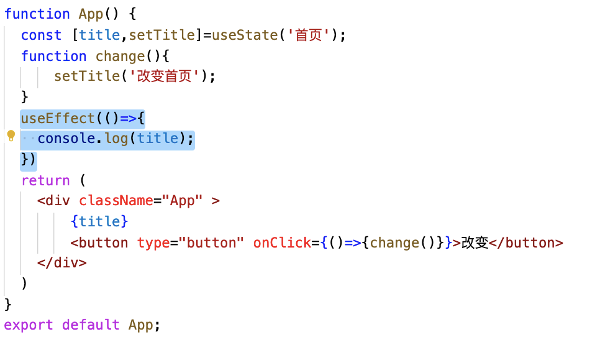 function App() {
const [title,setTitle]=useState('首页');
function change(){
setTitle('改变首页');
}
useEffect(()=>{
console.log(title);
})
return (
<div className="App" >
{title}
<button type="button" onClick={()=>{change()}}>改变</button>
</div>
)
}
export default App;